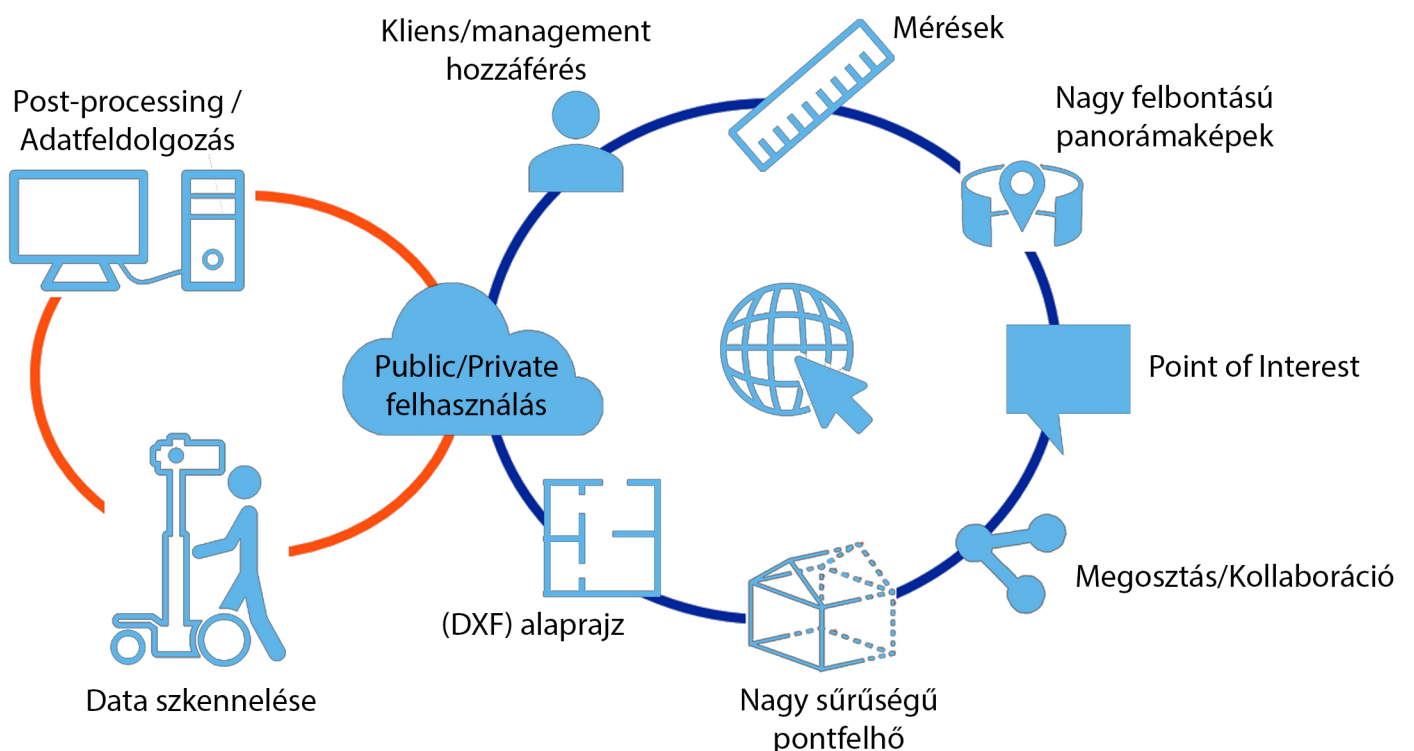 Kliens/management
hozzáférés
Mérések
Post-processing /
Adatfeldolgozás
Nagy felbontású
panorámaképek
Public/Private
felhasználás
Point of Interest
Megosztás/Kollaboráció
(DXF) alaprajz
Data szkennelése
Nagy sűrűségű
pontfelhő